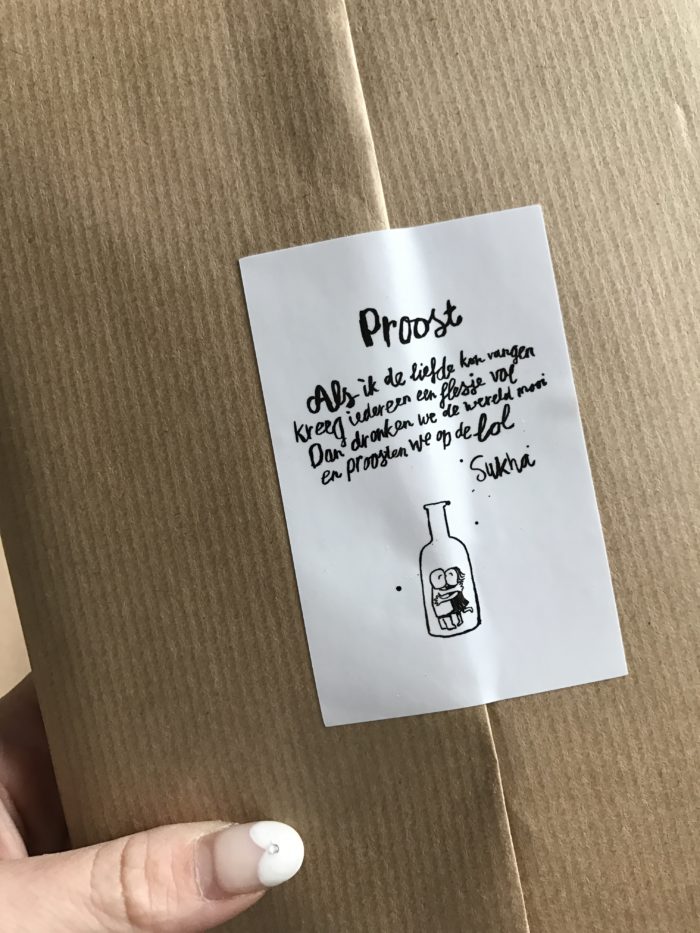 Proost
Als ik de liefde kon vangen
Kreeg iedereen een flesje vol
Dan dronken we de wereld mooi
en proosten we op de lol
Sukha